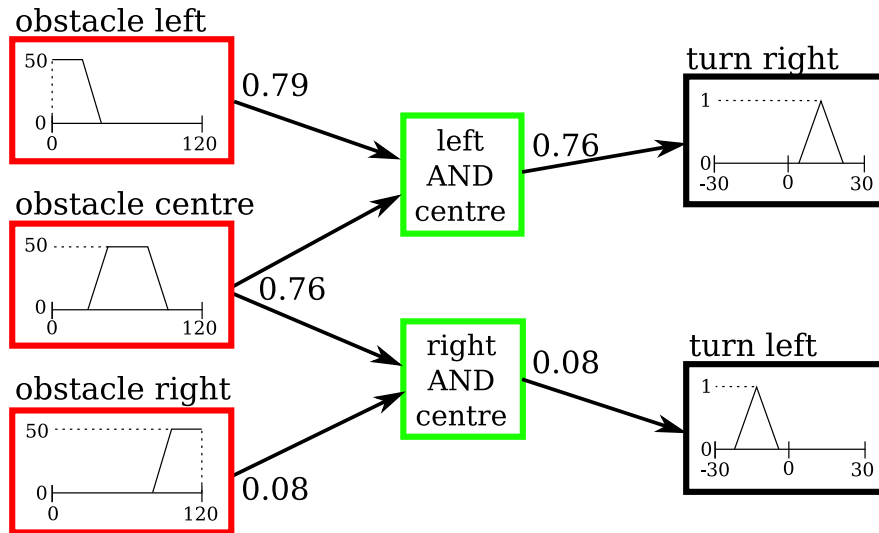 obstacle left
50
0
0
120
0.79
obstacle centre
50
0
0
120
0.76
obstacle right
50
0
0
120
0.08
left
AND
centre
0.76
right
AND
centre
0.08
turn right
1
0
-30
0
30
turn left
1
0
-30
0
30